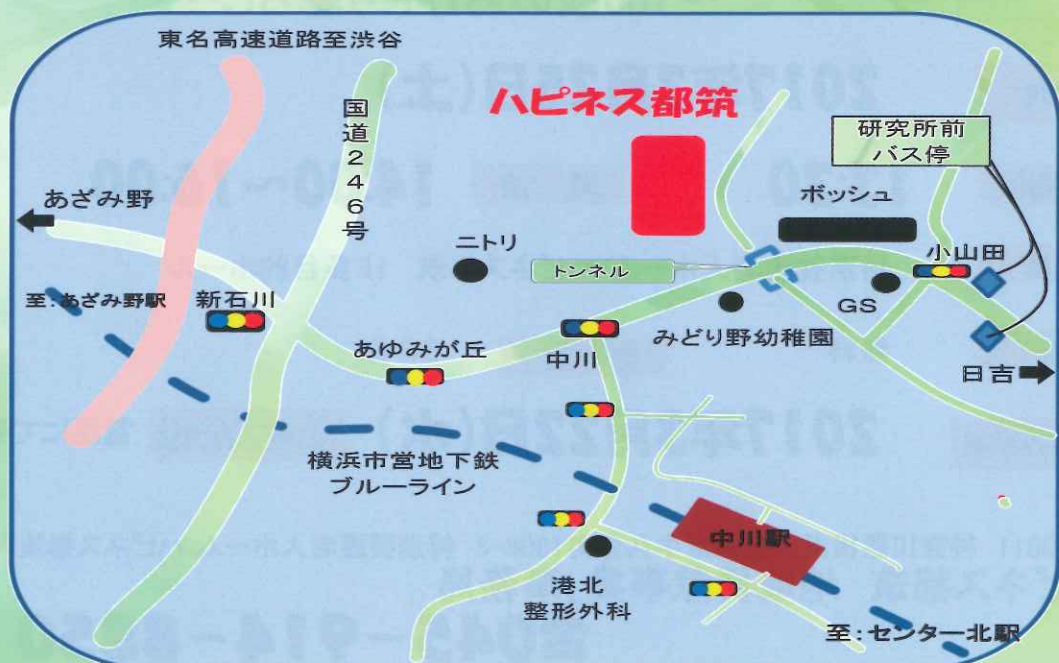 東名高速道路至渋谷
国道246号
ハピネス都筑
研究所前
バス停
あざみ野
ニトリ
ボッシュ
トンネル
小山田
至:あざみ野駅
新石川
GS
みどり野幼稚園
あゆみが丘
中川
日吉
横浜市営地下鉄
ブルーライン
中川駅
港北
整形外科
至:センター北駅